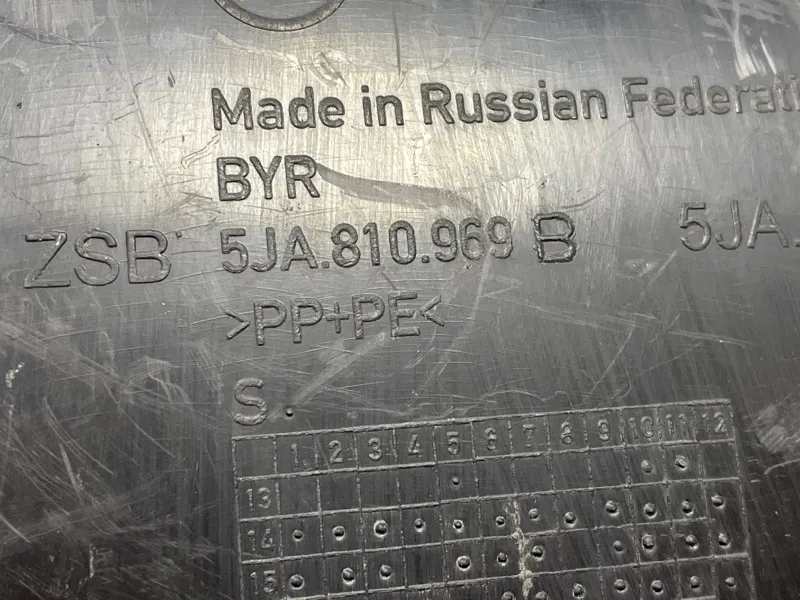 Made in Russian Federati
BYR
ZSB 5JA.810.969 B 5JA.
>PP+PE<
S.
1 2 3 4 5 6 7 8 9 10 11 12
13
14
15